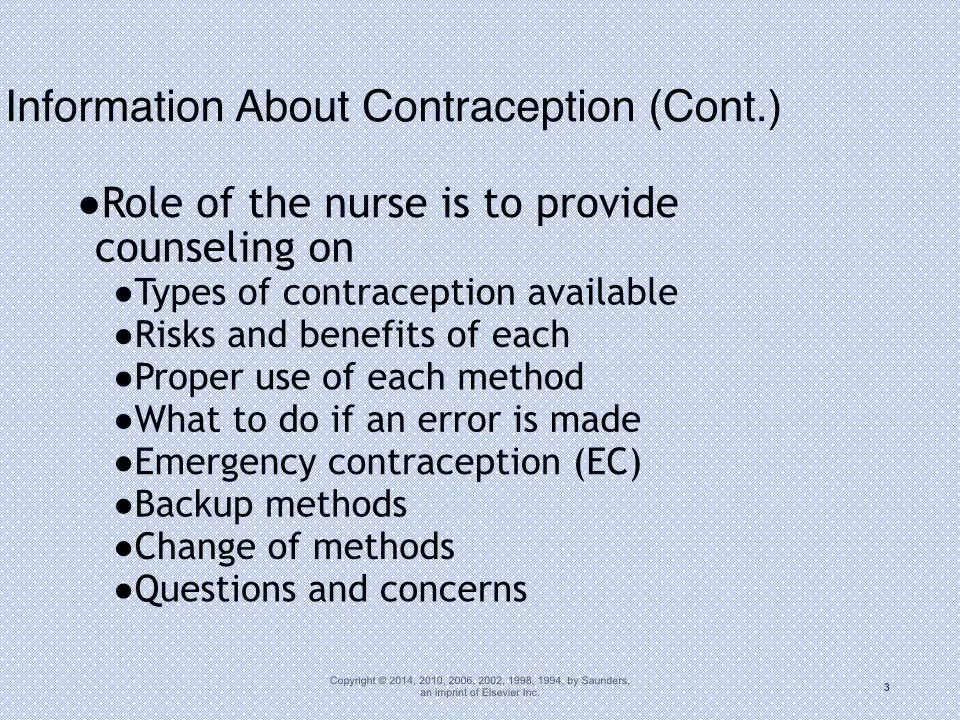 Information About Contraception (Cont.)
●Role of the nurse is to provide
counseling on
●Types of contraception available
●Risks and benefits of each
●Proper use of each method
●What to do if an error is made
●Emergency contraception (EC)
●Backup methods
●Change of methods
●Questions and concerns
Copyright © 2014, 2010, 2006, 2002, 1998, 1994, by Saunders,
an imprint of Elsevier Inc.
3